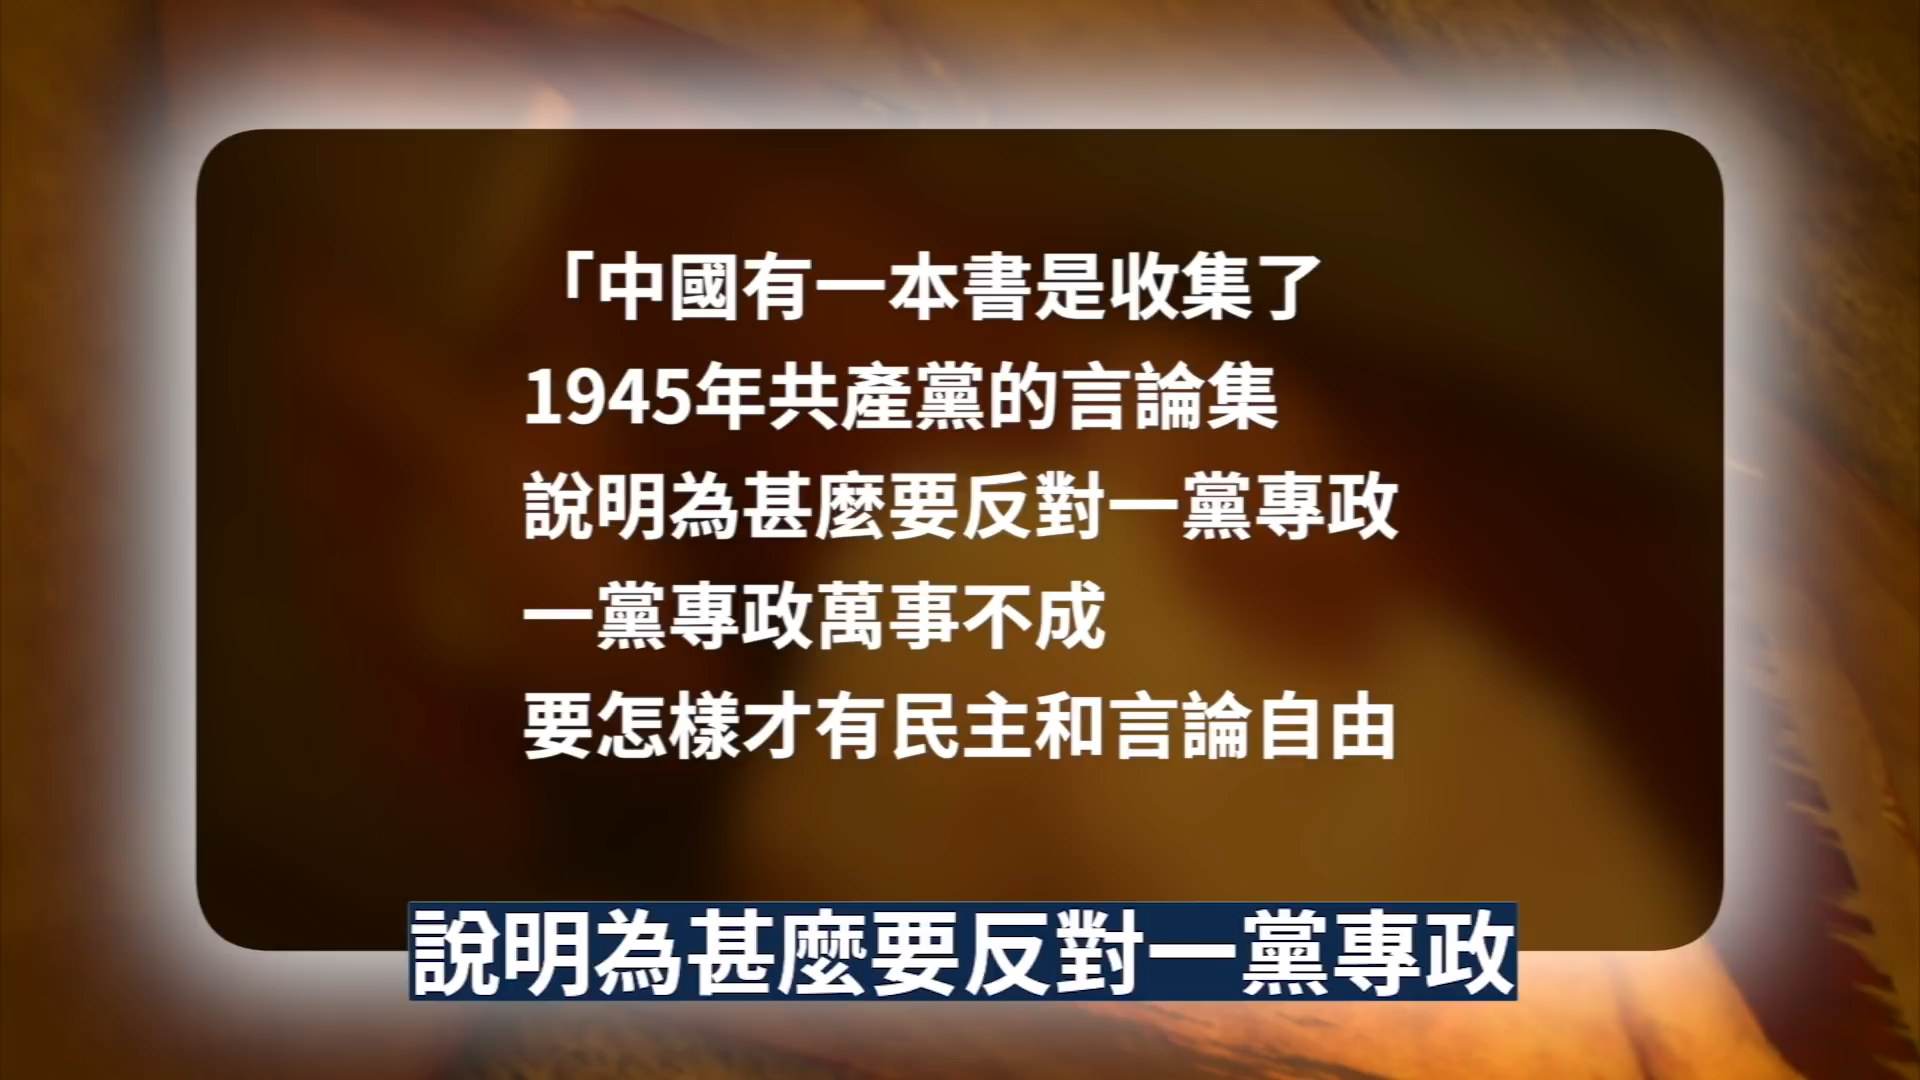 「中國有一本書是收集了
1945年共產黨的言論集
說明為甚麼要反對一黨專政
一黨專政萬事不成
要怎樣才有民主和言論自由
說明為甚麼要反對一黨專政